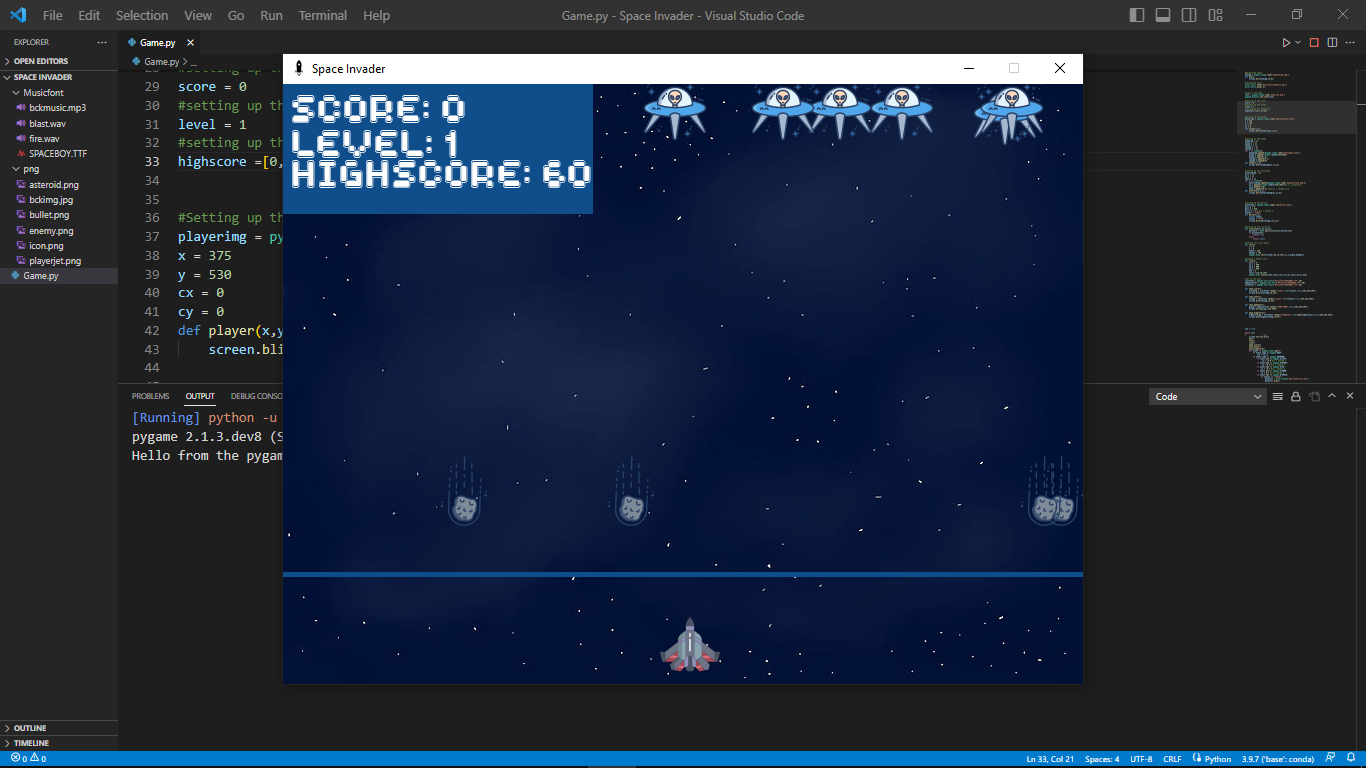 File Edit Selection View Go Run Terminal Help
Game.py - Space Invader - Visual Studio Code
EXPLORER
OPEN EDITORS
SPACE INVADER
Musicfont
bckmusic.mp3
blast.wav
fire.wav
SPACEBOY.TTF
png
asteroid.png
bckimg.jpg
bullet.png
enemy.png
icon.png
playerjet.png
Game.py
OUTLINE
TIMELINE
Game.py
Game.py > ...
29 score = 0
30 #setting up th
31 level = 1
32 #setting up th
33 highscore =[0,
34
35
36 #Setting up th
37 playerimg = py
38 x = 375
39 y = 530
40 cx = 0
41 cy = 0
42 def player(x,y
43 screen.bli
44
Space Invader
SCORE: 0
LEVEL: 1
HIGHSCORE: 60
PROBLEMS OUTPUT DEBUG CONSO
Code
[Running] python -u
pygame 2.1.3.dev8 (S
Hello from the pygam
0 0
Ln 33, Col 21 Spaces: 4 UTF-8 CRLF Python 3.9.7 ('base': conda)